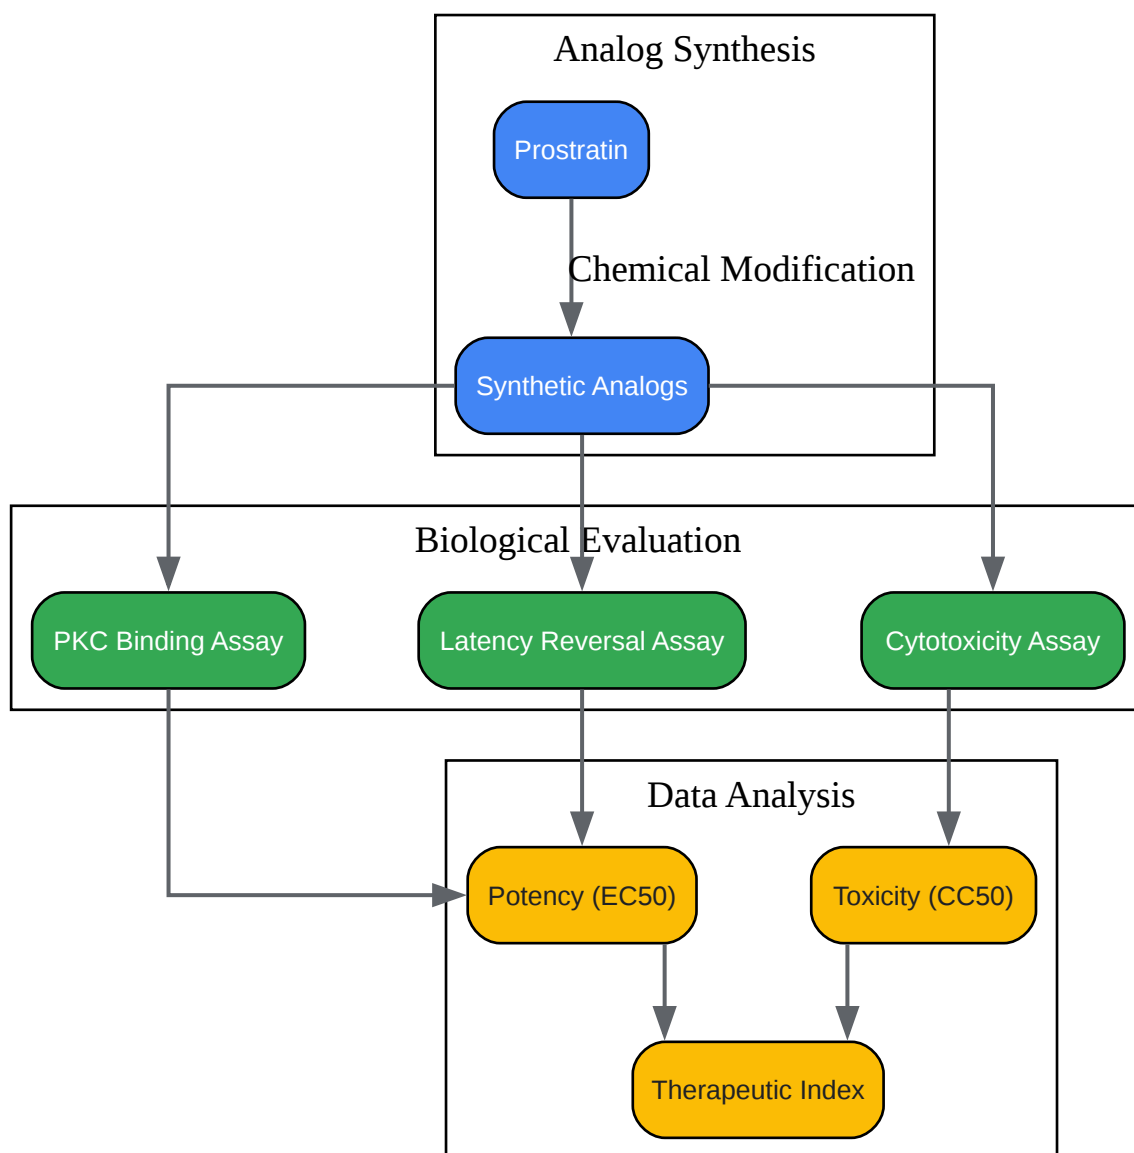 Analog Synthesis
Prostratin
Chemical Modification
Synthetic Analogs
Biological Evaluation
PKC Binding Assay
Latency Reversal Assay
Cytotoxicity Assay
Data Analysis
Potency (EC50)
Toxicity (CC50)
Therapeutic Index